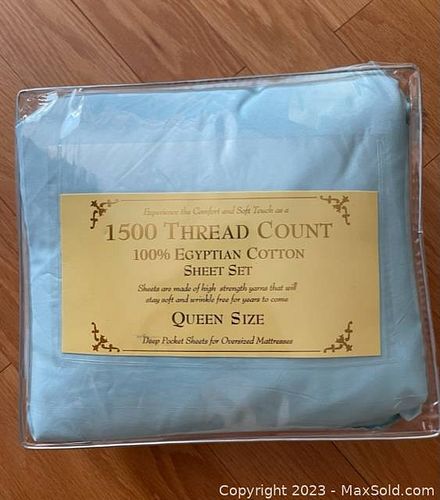 Experience the Comfort and Soft Touch as a
1500 THREAD COUNT
100% EGYPTIAN COTTON
SHEET SET
Sheets are made of high strength yarns that will
stay soft and wrinkle free for years to come
QUEEN SIZE
Deep Pocket Sheets for Oversized Mattresses
Copyright 2023 - MaxSold.com